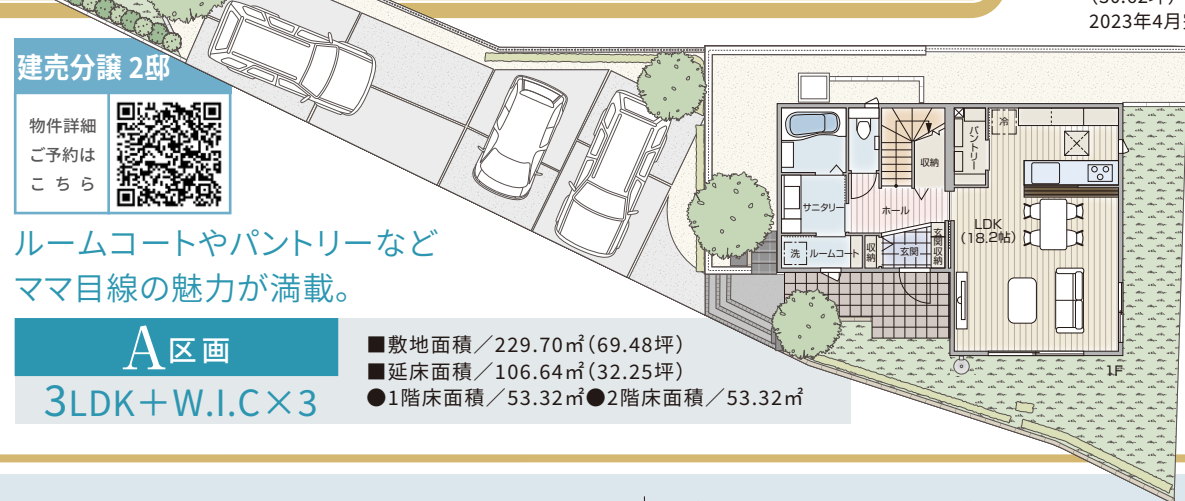 建売分譲 2邸
物件詳細
ご予約は
こちら
ルームコートやパントリーなど
ママ目線の魅力が満載。
A区画
3LDK+W.I.C×3
■敷地面積／229.70㎡(69.48坪)
■延床面積／106.64㎡(32.25坪)
●1階床面積／53.32㎡●2階床面積／53.32㎡
2023年4月
冷
パントリー
収納
サニタリー
ホール
LDK
(18.2帖)
洗
ルームコート
収納
玄関
玄関収納
1F